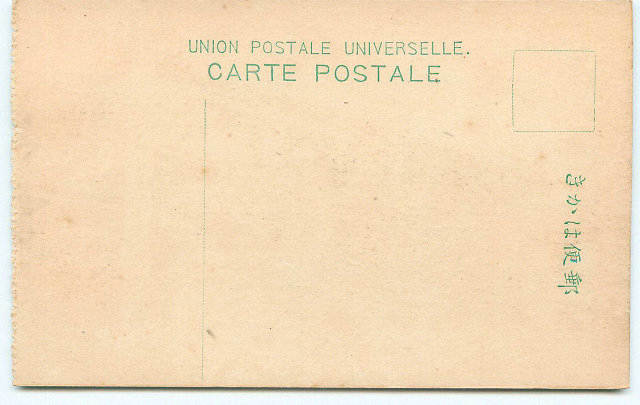 UNION POSTALE UNIVERSELLE.
CARTE POSTALE
きかは便郵